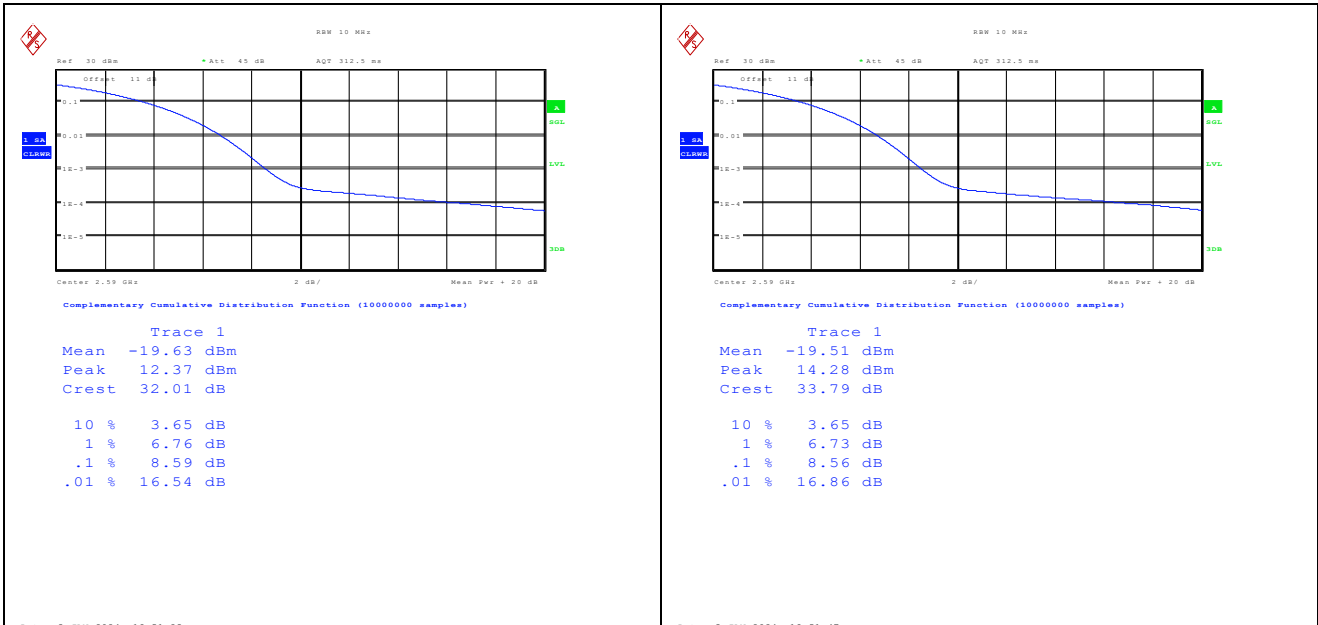 RBW 10 MHz
Ref 30 dBm * Att 45 dB AQT 312.5 ms
Offset 11 dB
0.1
0.01
1E-3
1E-4
1E-5
1 SA
CLRWR
A
SGL
LVL
3DB
Center 2.59 GHz 2 dB/ Mean Pwr + 20 dB
Complementary Cumulative Distribution Function (10000000 samples)
Trace 1
Mean -19.63 dBm
Peak 12.37 dBm
Crest 32.01 dB
10 % 3.65 dB
1 % 6.76 dB
.1 % 8.59 dB
.01 % 16.54 dB
RBW 10 MHz
Ref 30 dBm * Att 45 dB AQT 312.5 ms
Offset 11 dB
0.1
0.01
1E-3
1E-4
1E-5
1 SA
CLRWR
A
SGL
LVL
3DB
Center 2.59 GHz 2 dB/ Mean Pwr + 20 dB
Complementary Cumulative Distribution Function (10000000 samples)
Trace 1
Mean -19.51 dBm
Peak 14.28 dBm
Crest 33.79 dB
10 % 3.65 dB
1 % 6.73 dB
.1 % 8.56 dB
.01 % 16.86 dB